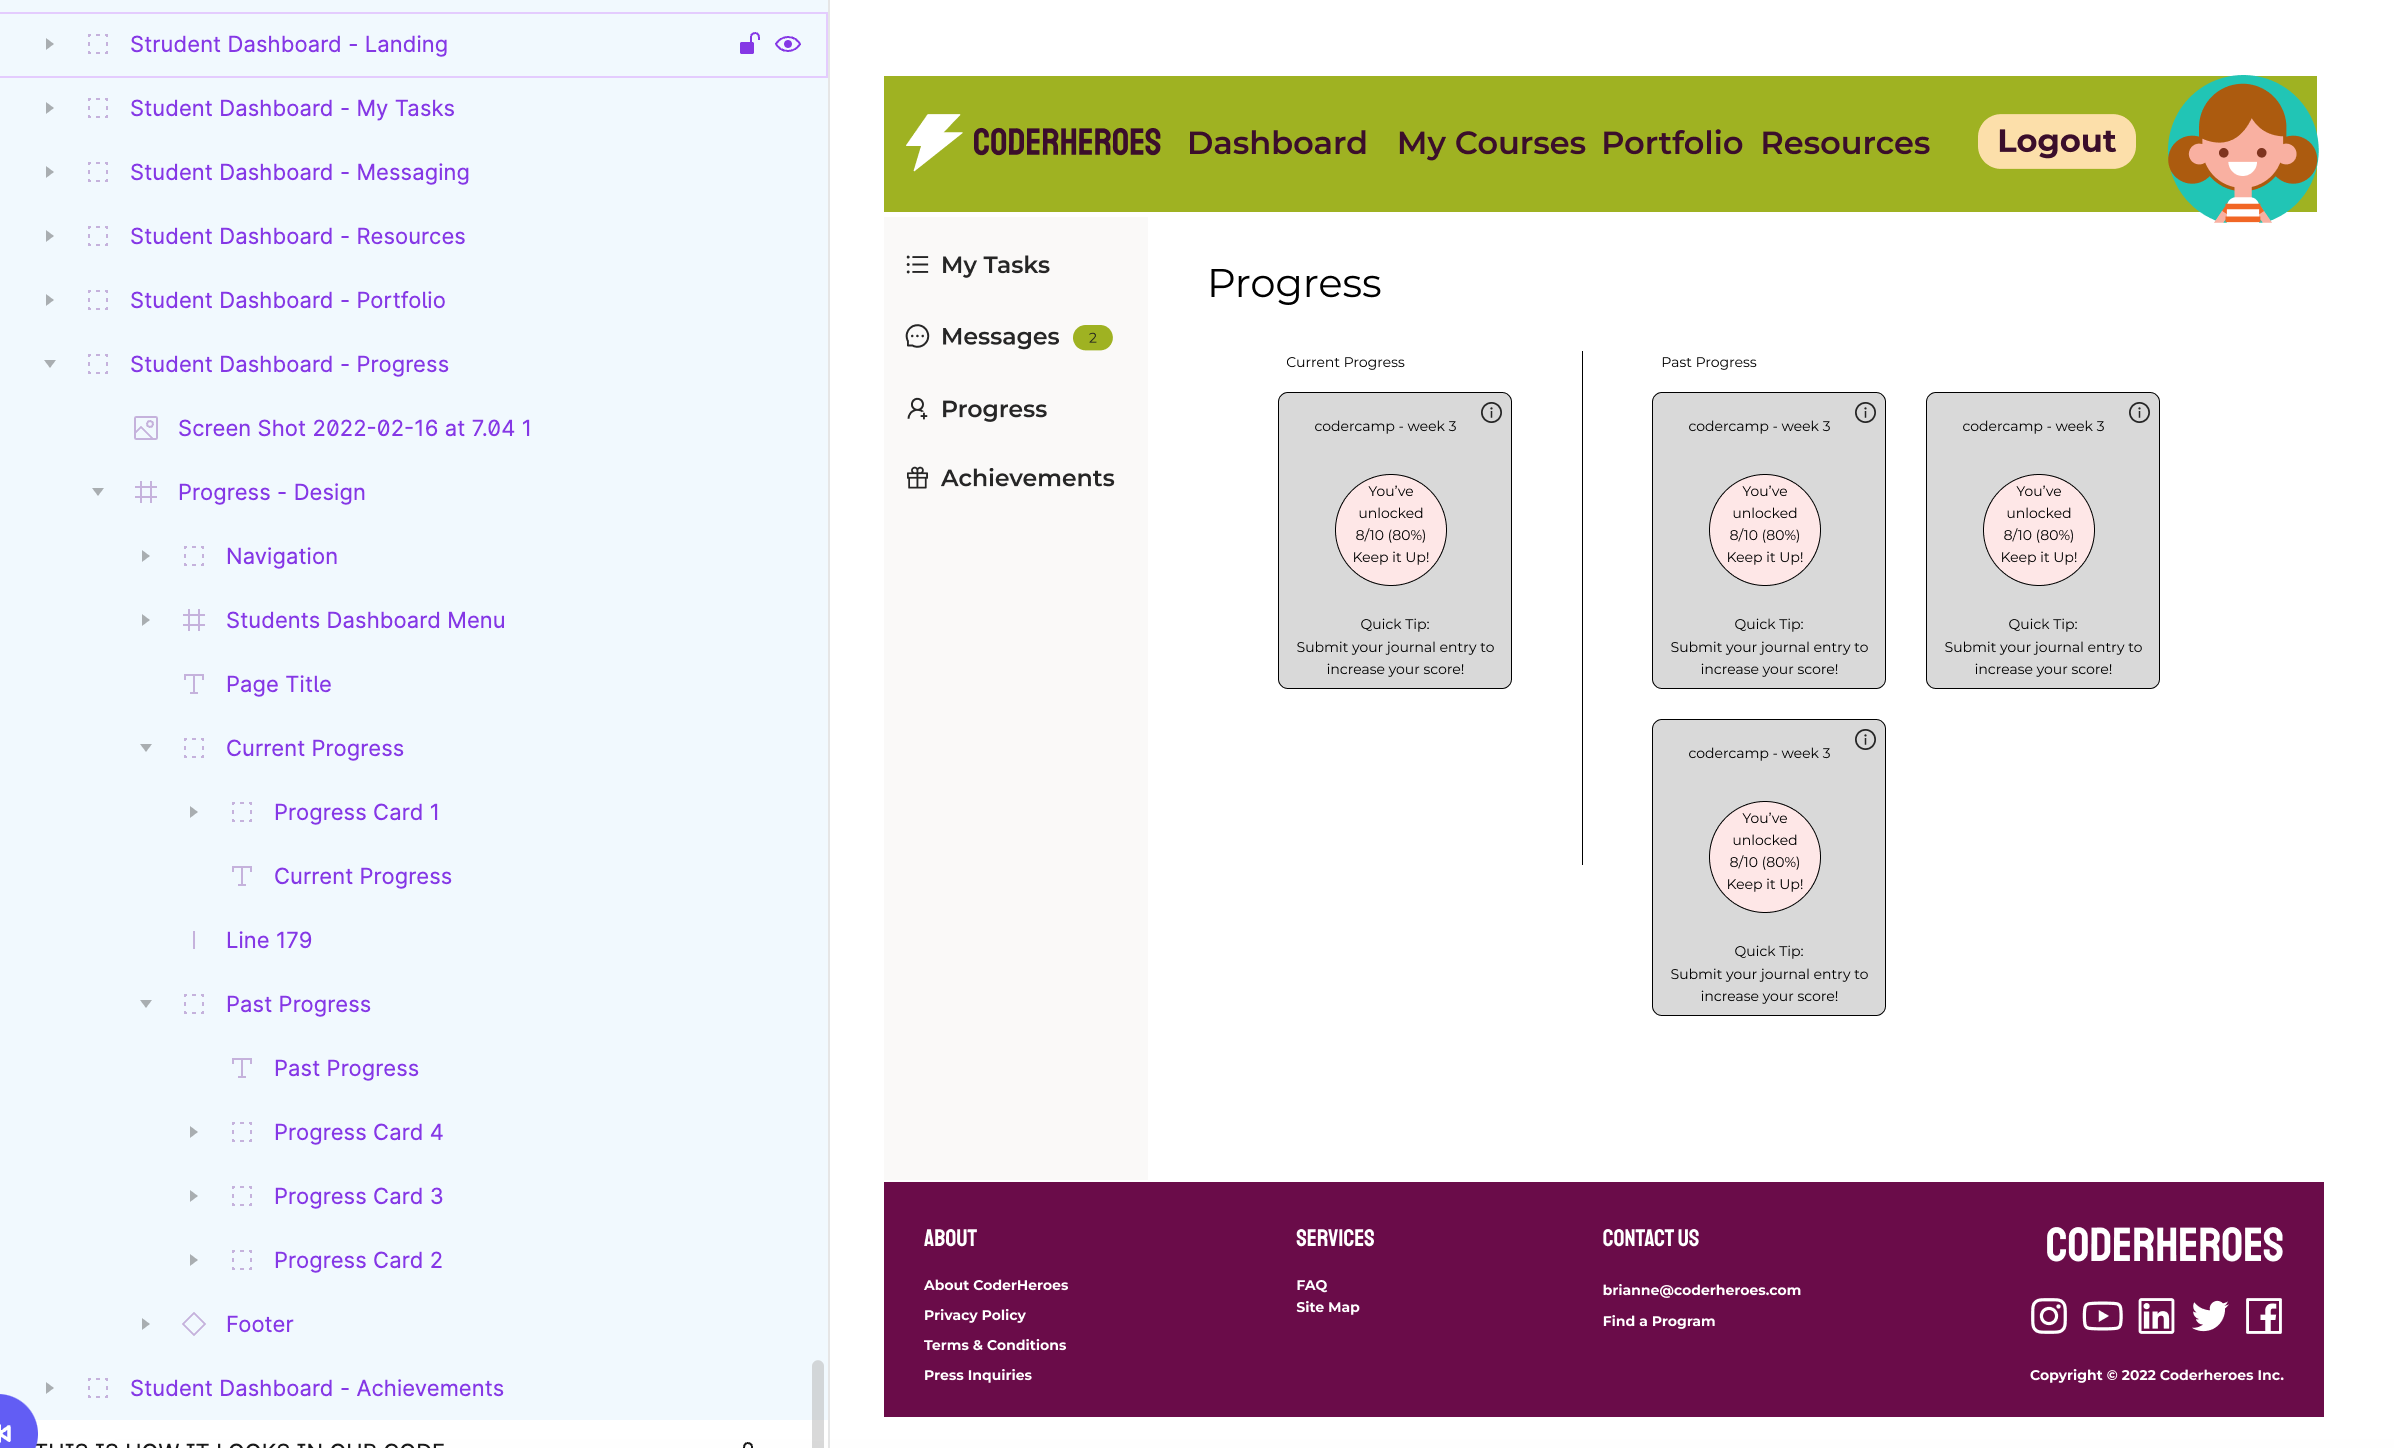 Strudent Dashboard - Landing
Student Dashboard - My Tasks
Student Dashboard - Messaging
Student Dashboard - Resources
Student Dashboard - Portfolio
Student Dashboard - Progress
Screen Shot 2022-02-16 at 7.04 1
Progress - Design
Navigation
Students Dashboard Menu
Page Title
Current Progress
Progress Card 1
Current Progress
Line 179
Past Progress
Past Progress
Progress Card 4
Progress Card 3
Progress Card 2
Footer
Student Dashboard - Achievements
THIS IS HOW IT LOOKS IN OUR CODE
CODERHEROES Dashboard My Courses Portfolio Resources Logout
My Tasks
Messages 2
Progress
Achievements
Progress
Current Progress
codercamp - week 3
You've
unlocked
8/10 (80%)
Keep it Up!
Quick Tip:
Submit your journal entry to
increase your score!
Past Progress
codercamp - week 3
You've
unlocked
8/10 (80%)
Keep it Up!
Quick Tip:
Submit your journal entry to
increase your score!
codercamp - week 3
You've
unlocked
8/10 (80%)
Keep it Up!
Quick Tip:
Submit your journal entry to
increase your score!
codercamp - week 3
You've
unlocked
8/10 (80%)
Keep it Up!
Quick Tip:
Submit your journal entry to
increase your score!
ABOUT
About CoderHeroes
Privacy Policy
Terms & Conditions
Press Inquiries
SERVICES
FAQ
Site Map
CONTACT US
brianne@coderheroes.com
Find a Program
CODERHEROES
Copyright © 2022 Coderheroes Inc.